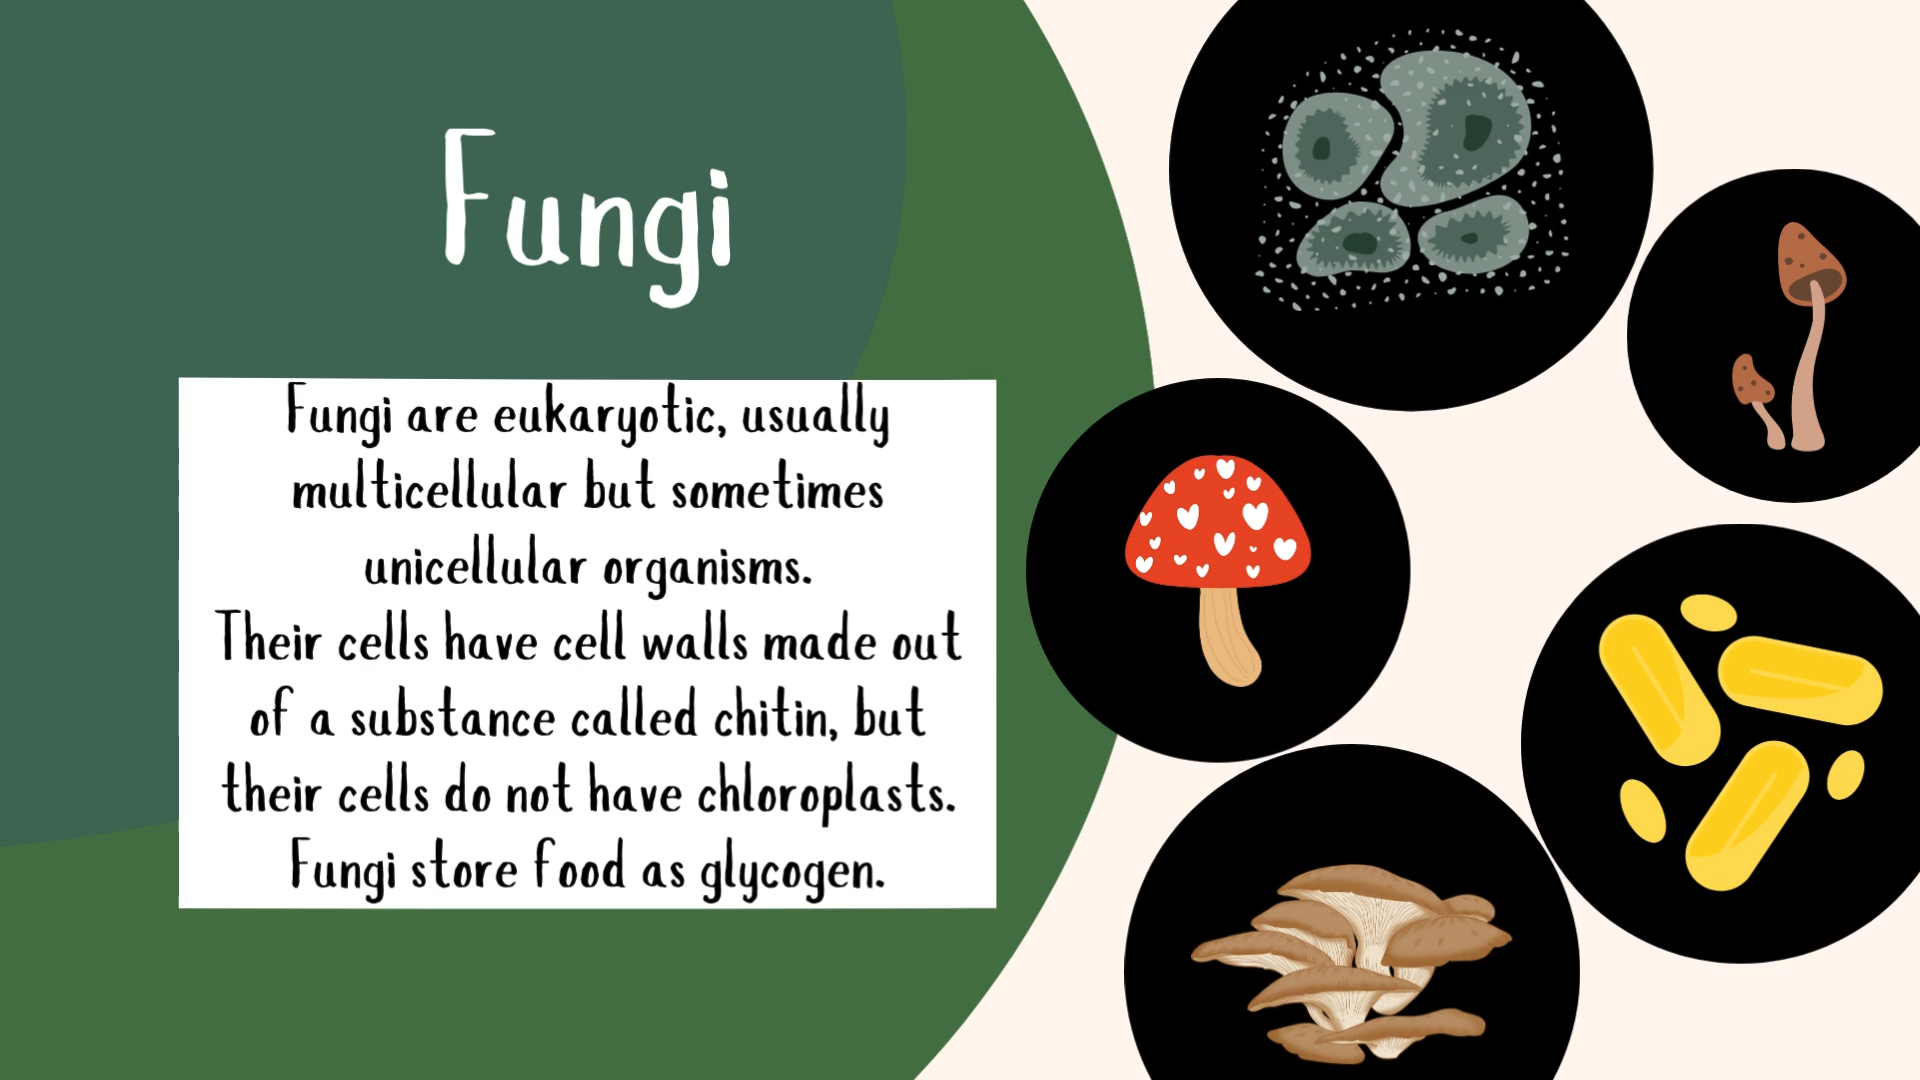 Fungi
Fungi are eukaryotic, usually
multicellular but sometimes
unicellular organisms.
Their cells have cell walls made out
of a substance called chitin, but
their cells do not have chloroplasts.
Fungi store food as glycogen.